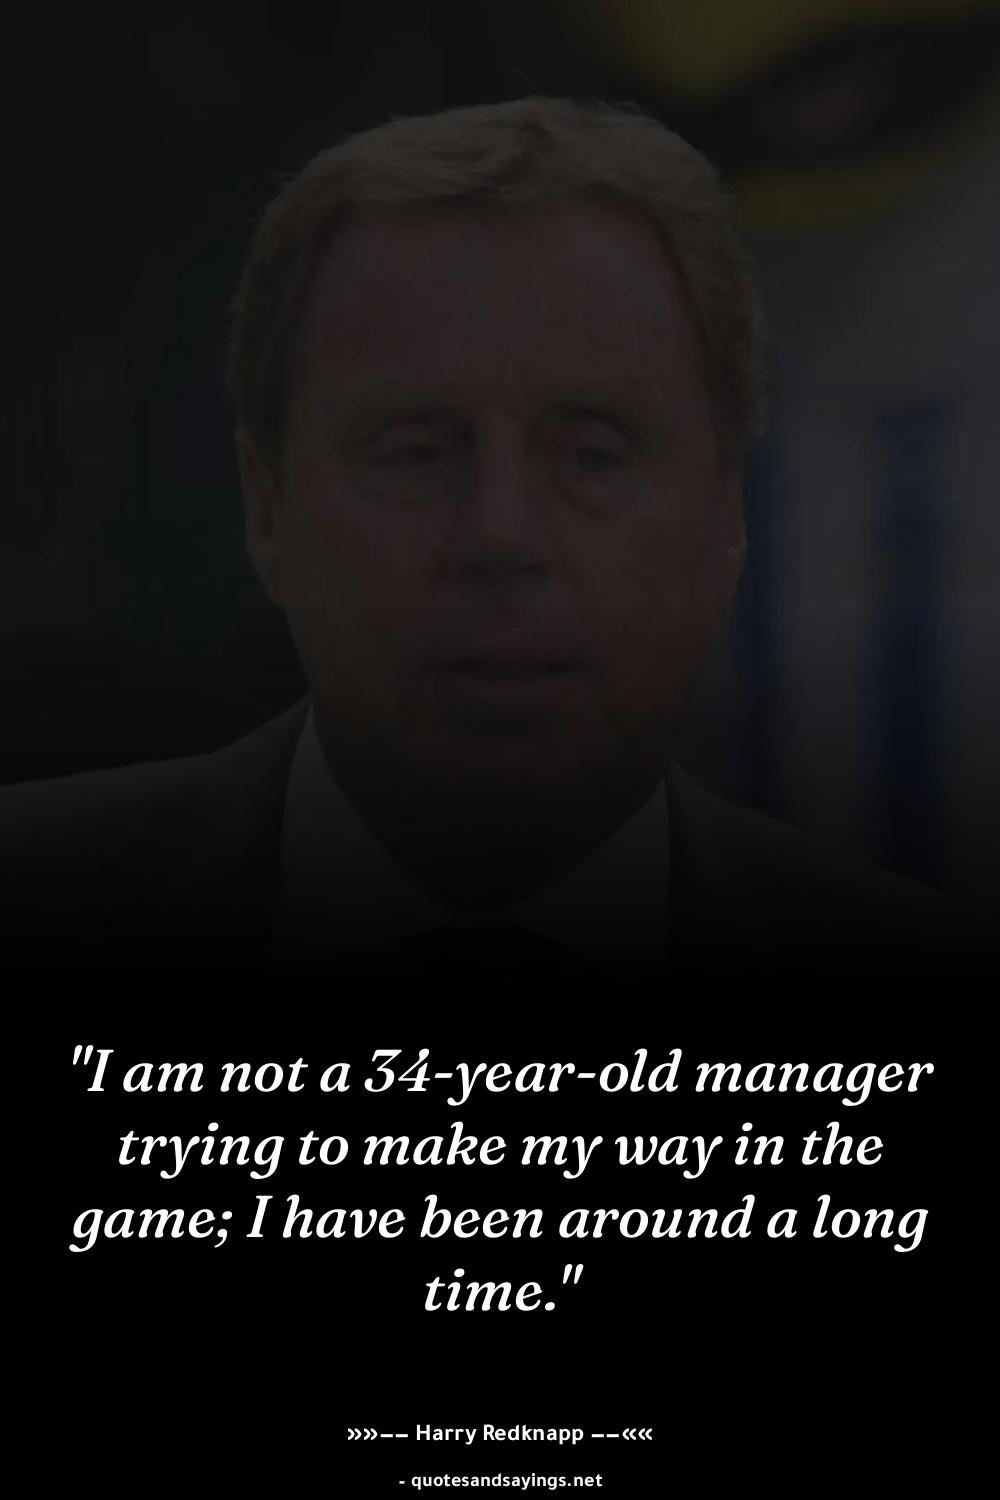 "I am not a 34-year-old manager
trying to make my way in the
game; I have been around a long
time."
»»−− Harry Redknapp −−««
- quotesandsayings.net